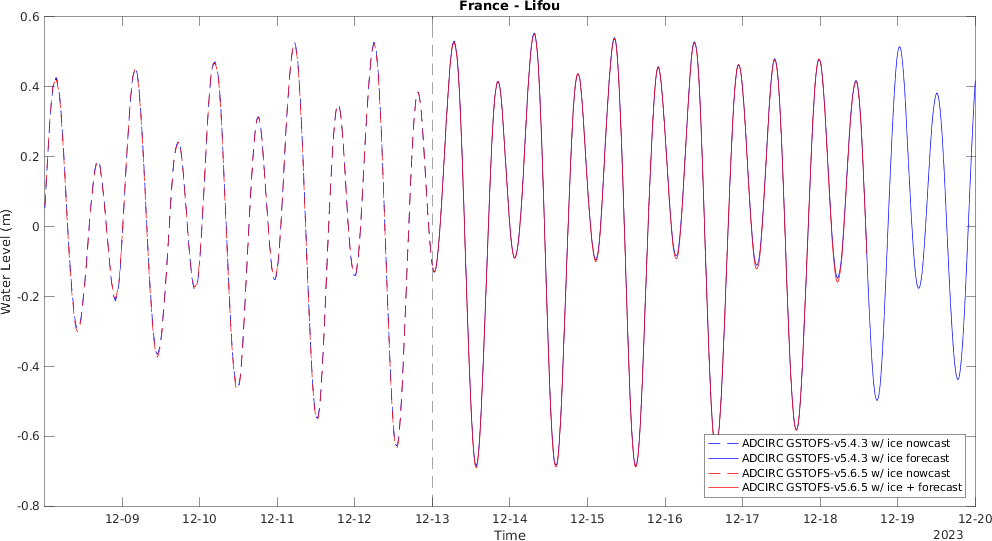 France - Lifou
0.6
0.4
0.2
0
-0.2
-0.4
-0.6
-0.8
Water Level (m)
ADCIRC GSTOFS-v5.4.3 w/ ice nowcast
ADCIRC GSTOFS-v5.4.3 w/ ice forecast
ADCIRC GSTOFS-v5.6.5 w/ ice nowcast
ADCIRC GSTOFS-v5.6.5 w/ ice + forecast
12-09 12-10 12-11 12-12 12-13 12-14 12-15 12-16 12-17 12-18 12-19 12-20
Time
2023